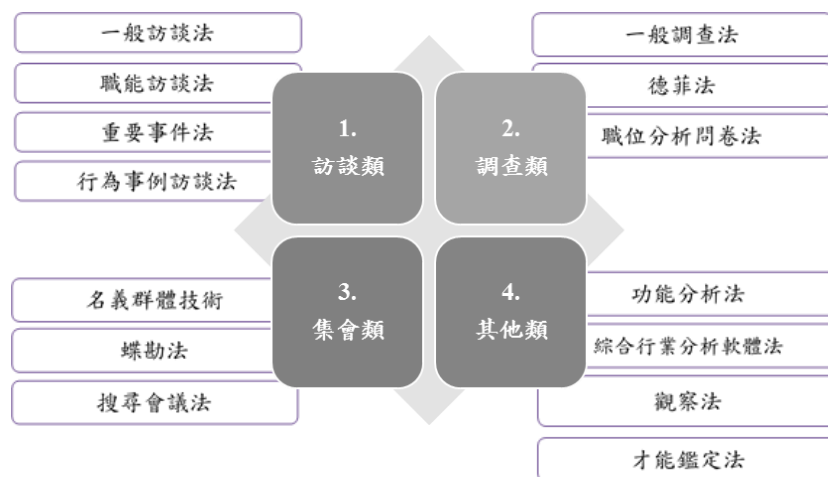 一般訪談法
職能訪談法
重要事件法
行為事例訪談法
1.
訪談類
一般調查法
德菲法
職位分析問卷法
2.
調查類
名義群體技術
蝶勘法
搜尋會議法
3.
集會類
功能分析法
綜合行業分析軟體法
觀察法
才能鑑定法
4.
其他類